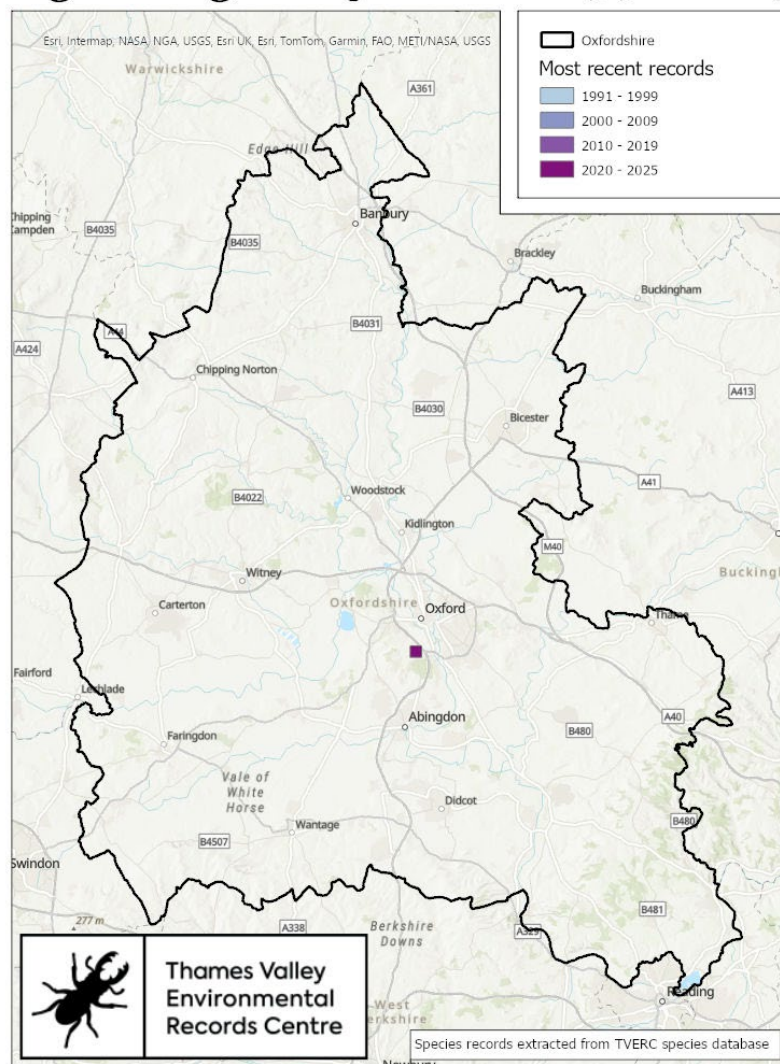 Esri, Intermap, NASA, NGA, USGS, Esri UK, Esri, TomTom, Garmin, FAO, METI/NASA, USGS
Oxfordshire
Most recent records
1991 - 1999
2000 - 2009
2010 - 2019
2020 - 2025
Warwickshire
A361
Edge Hill
Chipping
Campden
B4035
Banbury
B4035
Brackley
Buckingham
A44
B4031
A424
Chipping Norton
A413
B4030
Bicester
A41
B4022
Woodstock
Kidlington
M40
Witney
Oxfordshire
Carterton
Oxford
Thame
Fairford
Lechlade
Abingdon
A40
B480
Faringdon
Vale of
White
Horse
Didcot
B480
Wantage
B4507
Swindon
B481
277 m
A338
Berkshire
Downs
A329
Reading
West
Thames Valley
Environmental
Records Centre
Species records extracted from TVERC species database